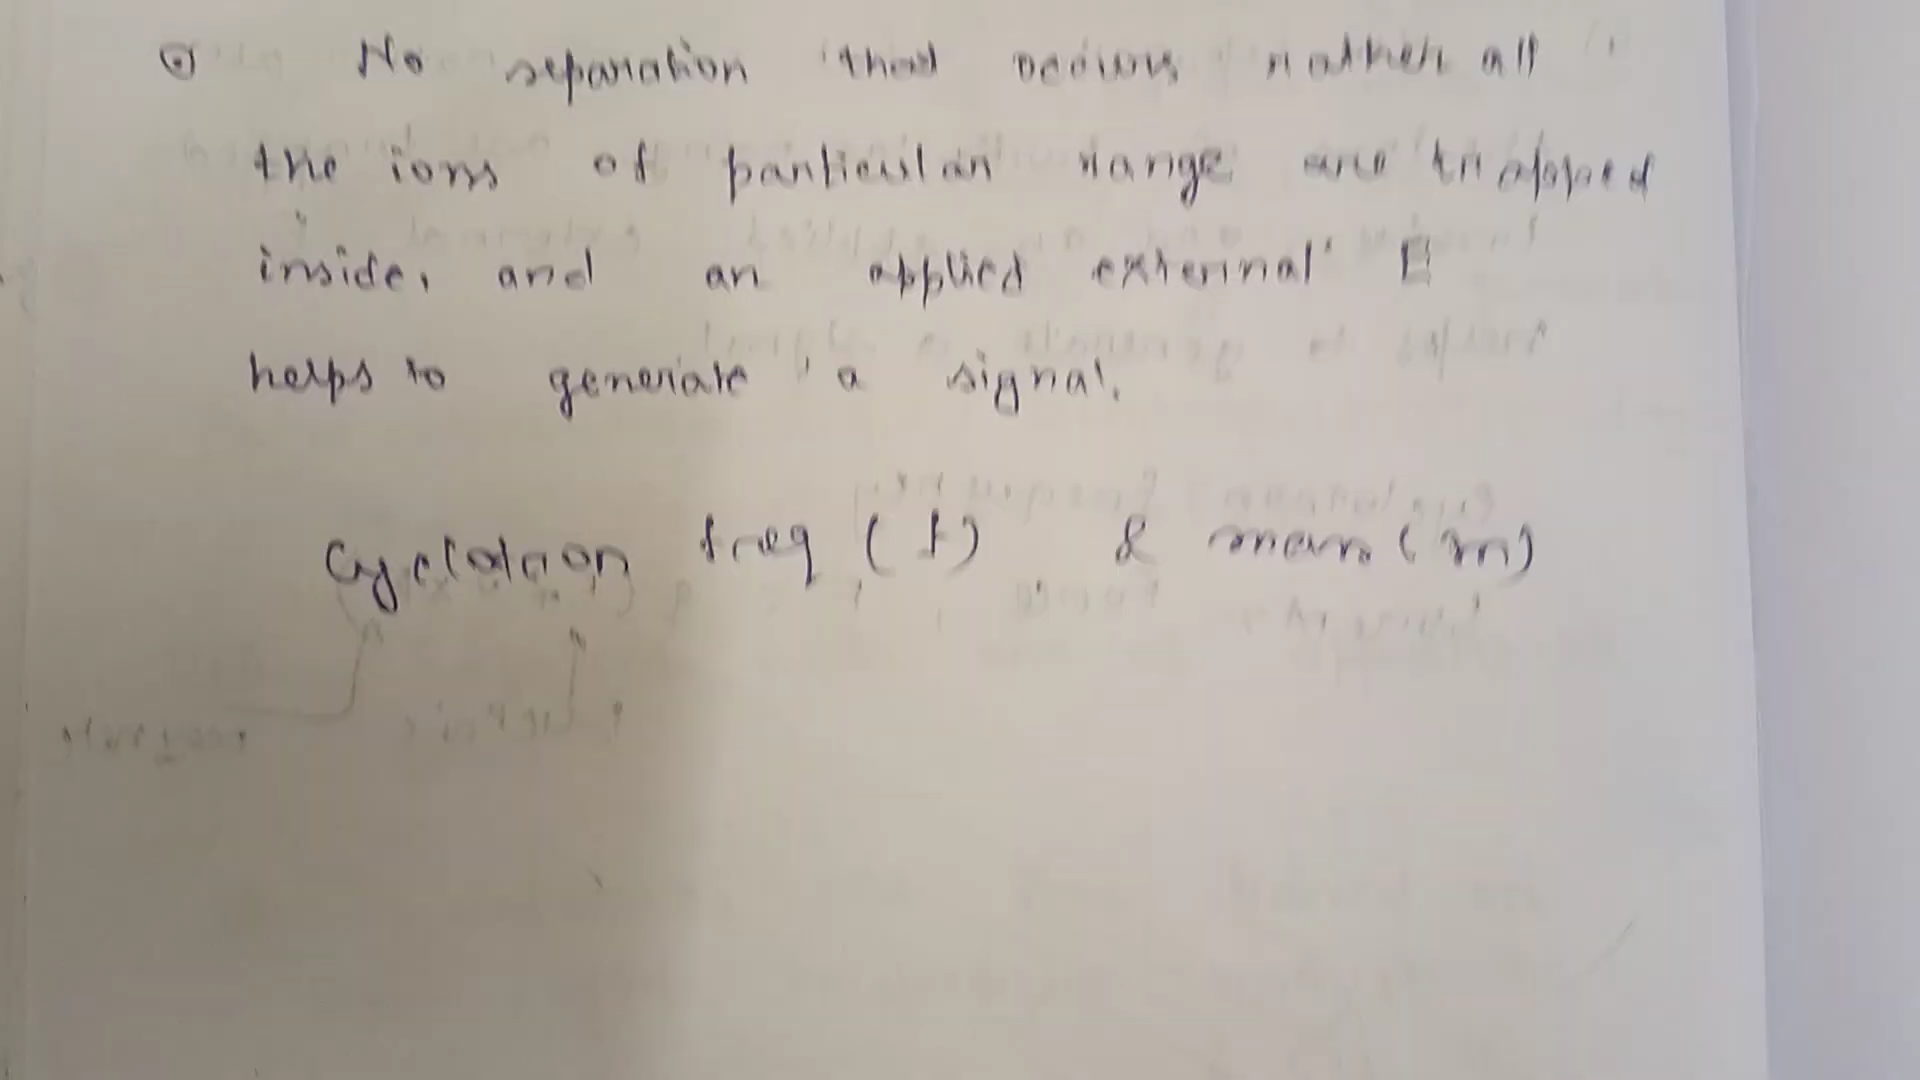 ⊙ No separation that occurs rather all
the ions of particular range are trapped
inside, and an applied external E
helps to generate a signal.
Cyclotron freq (f) & mass (m)